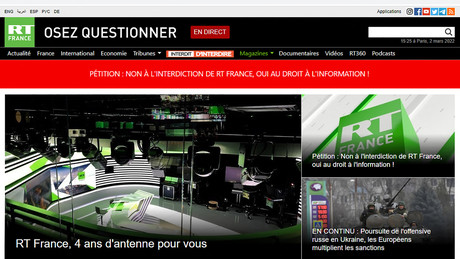 ENG العربية ESP РУС DE
Applications
RT
FRANCE
OSEZ QUESTIONNER
EN DIRECT
19:25 à Paris, 2 mars 2022
Actualité France International Economie Tribunes INTERDIT D'INTERDIRE Magazines Documentaires Vidéos RT360 Podcasts
PÉTITION : NON À L'INTERDICTION DE RT FRANCE, OUI AU DROIT À L'INFORMATION !
RT France, 4 ans d'antenne pour vous
RT
FRANCE
Pétition : Non à l'interdiction de RT France,
oui au droit à l'information !
EN CONTINU : Poursuite de l'offensive
russe en Ukraine, les Européens
multiplient les sanctions